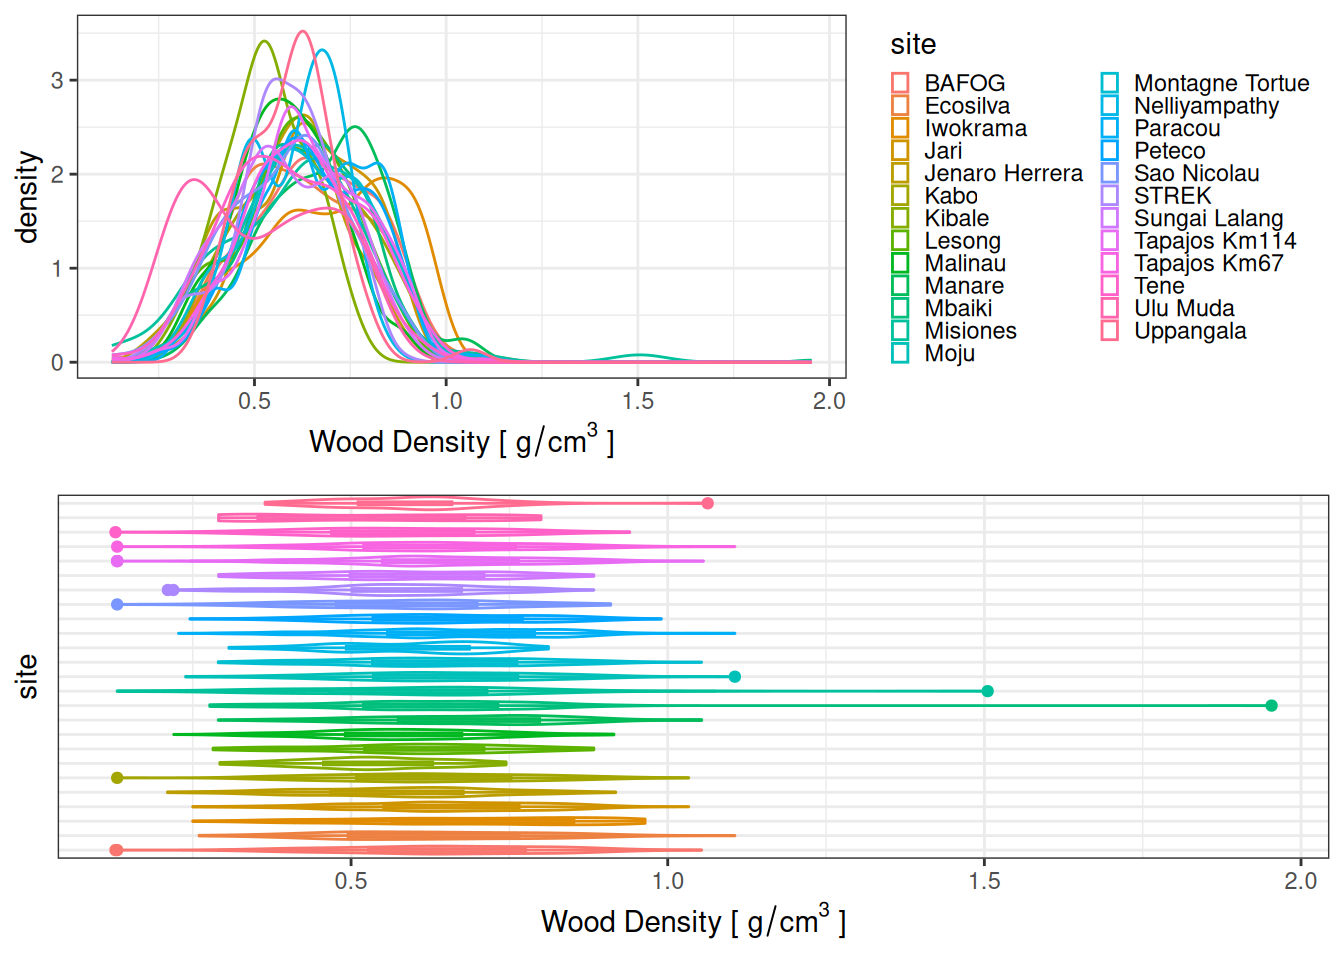 density
3
2
1
0
0.5
1.0
1.5
2.0
Wood Density [ g/cm³ ]
site
BAFOG
Ecosilva
Iwokrama
Jari
Jenaro Herrera
Kabo
Kibale
Lesong
Malinau
Manare
Mbaiki
Misiones
Moju
Montagne Tortue
Nelliyampathy
Paracou
Peteco
Sao Nicolau
STREK
Sungai Lalang
Tapajos Km114
Tapajos Km67
Tene
Ulu Muda
Uppangala
site
0.5
1.0
1.5
2.0
Wood Density [ g/cm³ ]